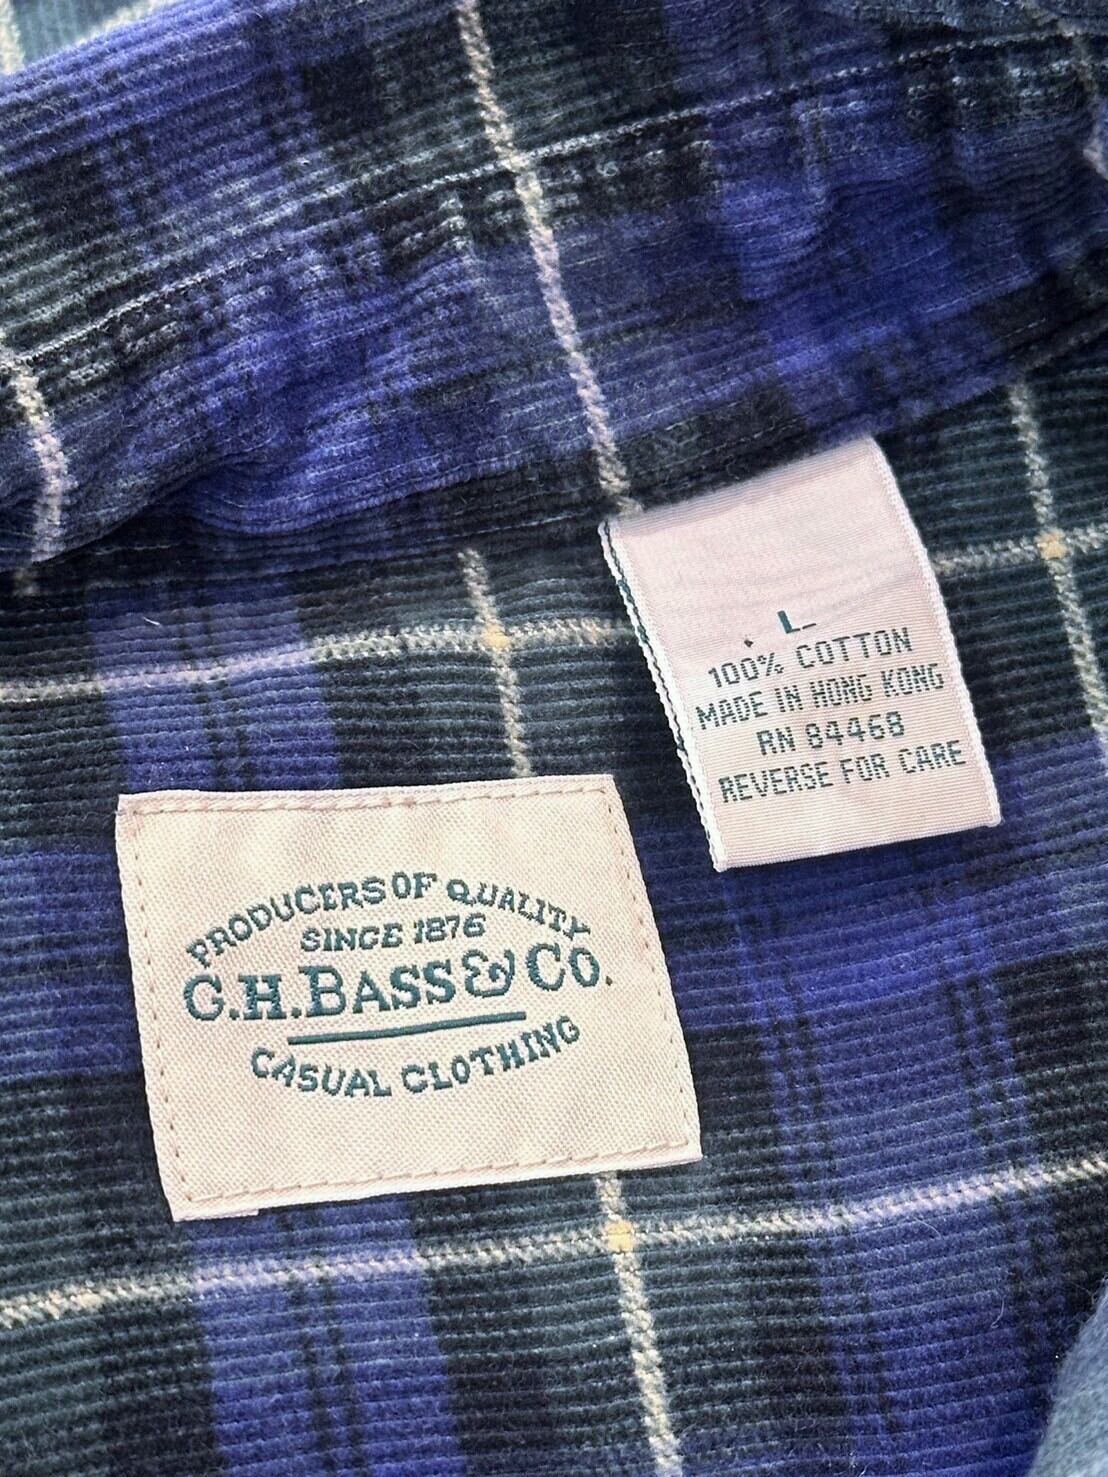 L
100% COTTON
MADE IN HONG KONG
RN 84468
REVERSE FOR CARE
PRODUCERS OF QUALITY
SINCE 1876
G.H. BASS & CO.
CASUAL CLOTHING